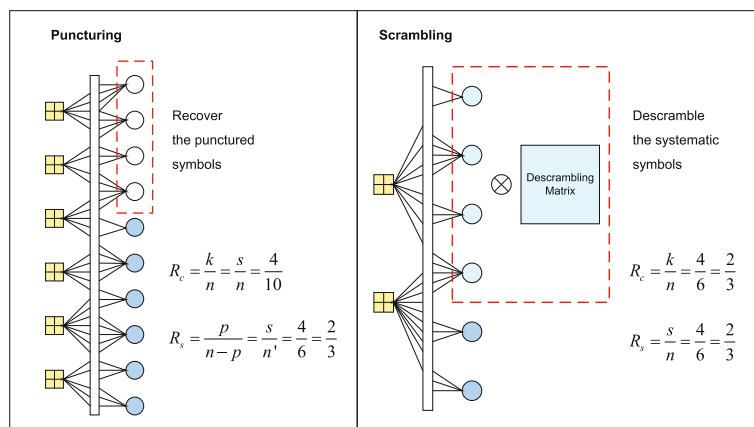 Puncturing
Recover
the punctured
symbols
R_c = k/n = s/n = 4/10
R_s = p/(n-p) = s/n' = 4/6 = 2/3
Scrambling
Descrambling
Matrix
Descramble
the systematic
symbols
R_c = k/n = 4/6 = 2/3
R_s = s/n = 4/6 = 2/3